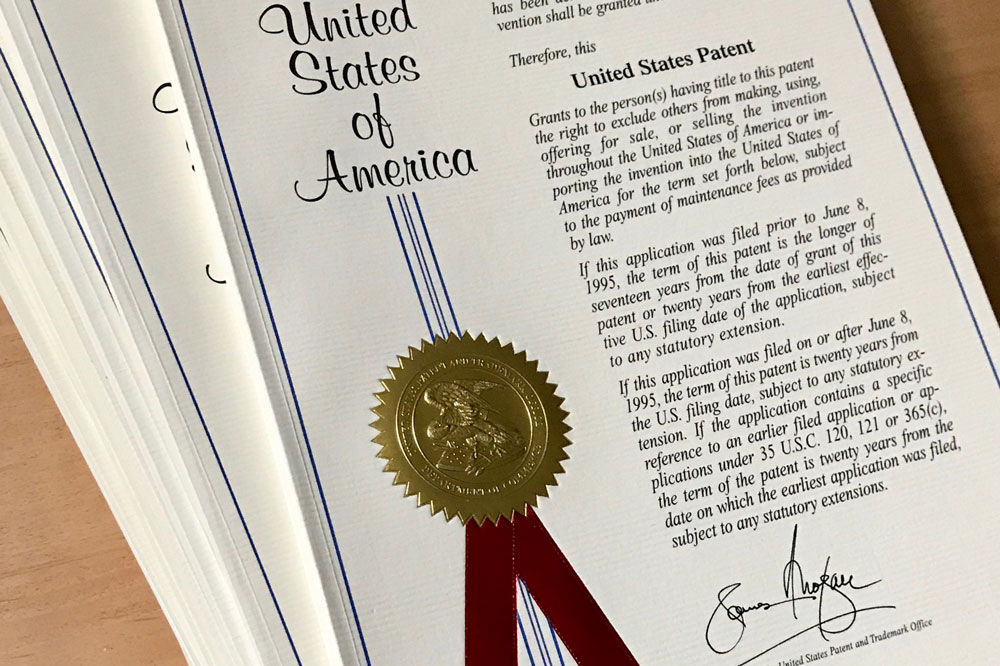 United
States
of
America
has been
vention shall be granted
Therefore, this
United States Patent
Grants to the person(s) having title to this patent
the right to exclude others from making, using,
offering for sale, or selling the invention
throughout the United States of America or im-
porting the invention into the United States of
America for the term set forth below, subject
to the payment of maintenance fees as provided
by law.
If this application was filed prior to June 8,
1995, the term of this patent is the longer of
seventeen years from the date of grant of this
patent or twenty years from the earliest effec-
tive U.S. filing date of the application, subject
to any statutory extension.
If this application was filed on or after June 8,
1995, the term of this patent is twenty years from
the U.S. filing date, subject to any statutory ex-
tension. If the application contains a specific
reference to an earlier filed application or ap-
plications under 35 U.S.C. 120, 121 or 365(c),
the term of the patent is twenty years from the
date on which the earliest application was filed,
subject to any statutory extensions.
United States Patent and Trademark Office
PATENT AND TRADEMARK OFFICE
DEPARTMENT OF COMMERCE